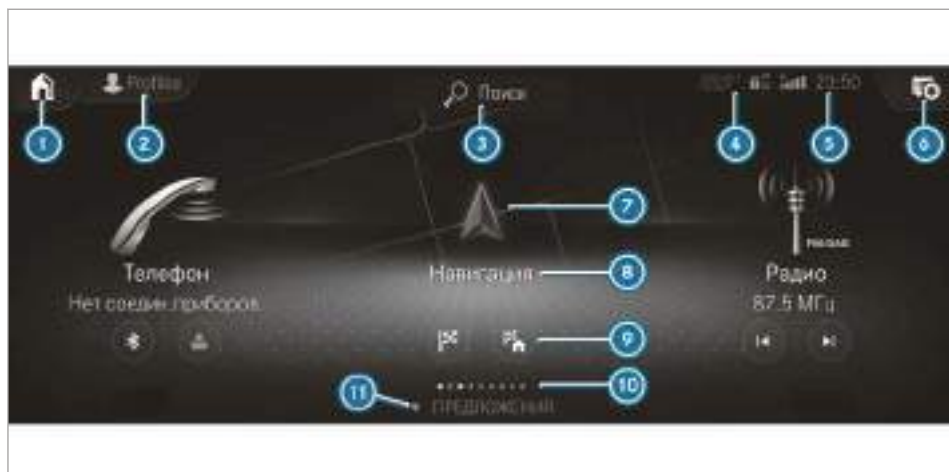 Profiles
Поиск
20:50
1
2
3
4
5
6
7
8
Телефон
Навигация
Радио
Нет соедин.приборов
87.5 МГц
9
10
11
ПРЕДЛОЖЕНИЯ